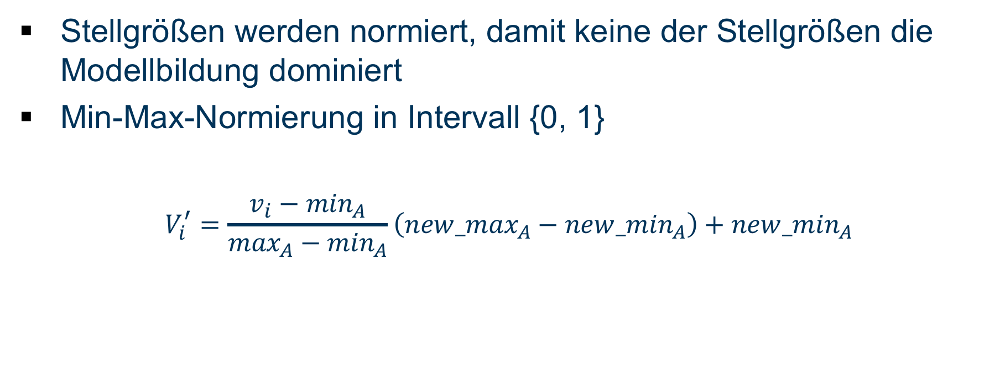 ▪ Stellgrößen werden normiert, damit keine der Stellgrößen die
Modellbildung dominiert
▪ Min-Max-Normierung in Intervall {0, 1}
V_i' = \frac{v_i - min_A}{max_A - min_A} (new\_max_A - new\_min_A) + new\_min_A